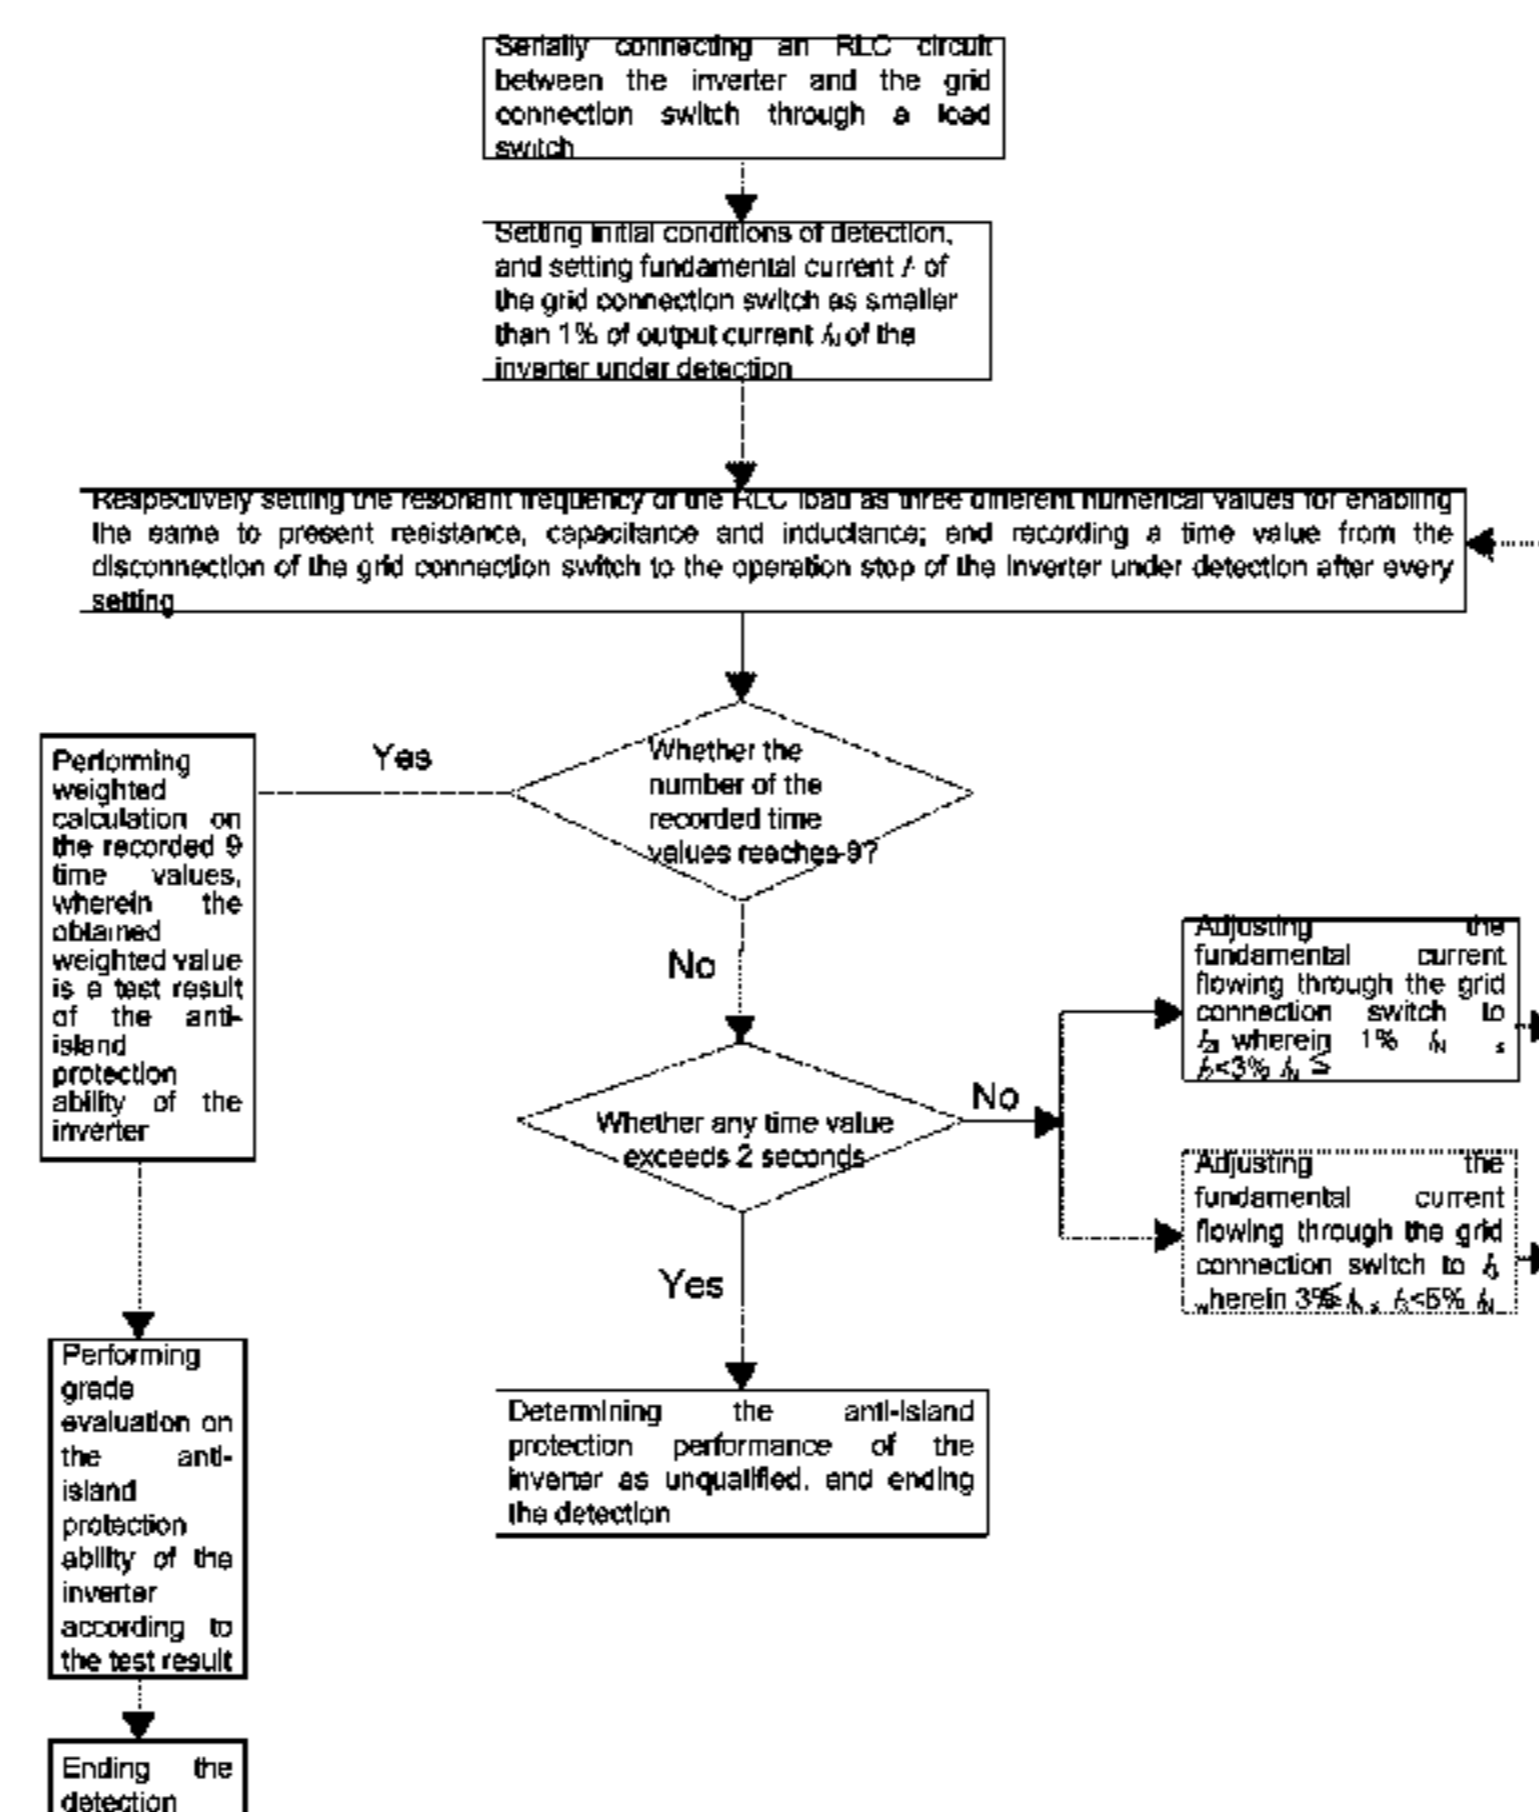 Serially connecting an RLC circuit
between the inverter and the grid
connection switch through a load
switch
Setting initial conditions of detection,
and setting fundamental current of
the grid connection switch as smaller
than 1% of output current of the
inverter under detection
Respectively setting the resonant frequency of the RLC load as three different numerical values for enabling
the same to present resistance, capacitance and inductance; and recording a time value from the
disconnection of the grid connection switch to the operation stop of the inverter under detection after every
setting
Whether the
number of the
recorded time
values reaches 9?
Yes
No
Performing
weighted
calculation on
the recorded 9
time values,
wherein the
obtained
weighted value
is a test result
of the anti-
island
protection
ability of the
inverter
Whether any time value
exceeds 2 seconds
No
Yes
Adjusting the
fundamental current
flowing through the grid
connection switch to
wherein 1%
<3% ≤
Adjusting the
fundamental current
flowing through the grid
connection switch to
wherein 3% <5%
Determining the anti-island
protection performance of the
inverter as unqualified, and ending
the detection
Performing
grade
evaluation on
the anti-
island
protection
ability of the
inverter
according to
the test result
Ending the
detection